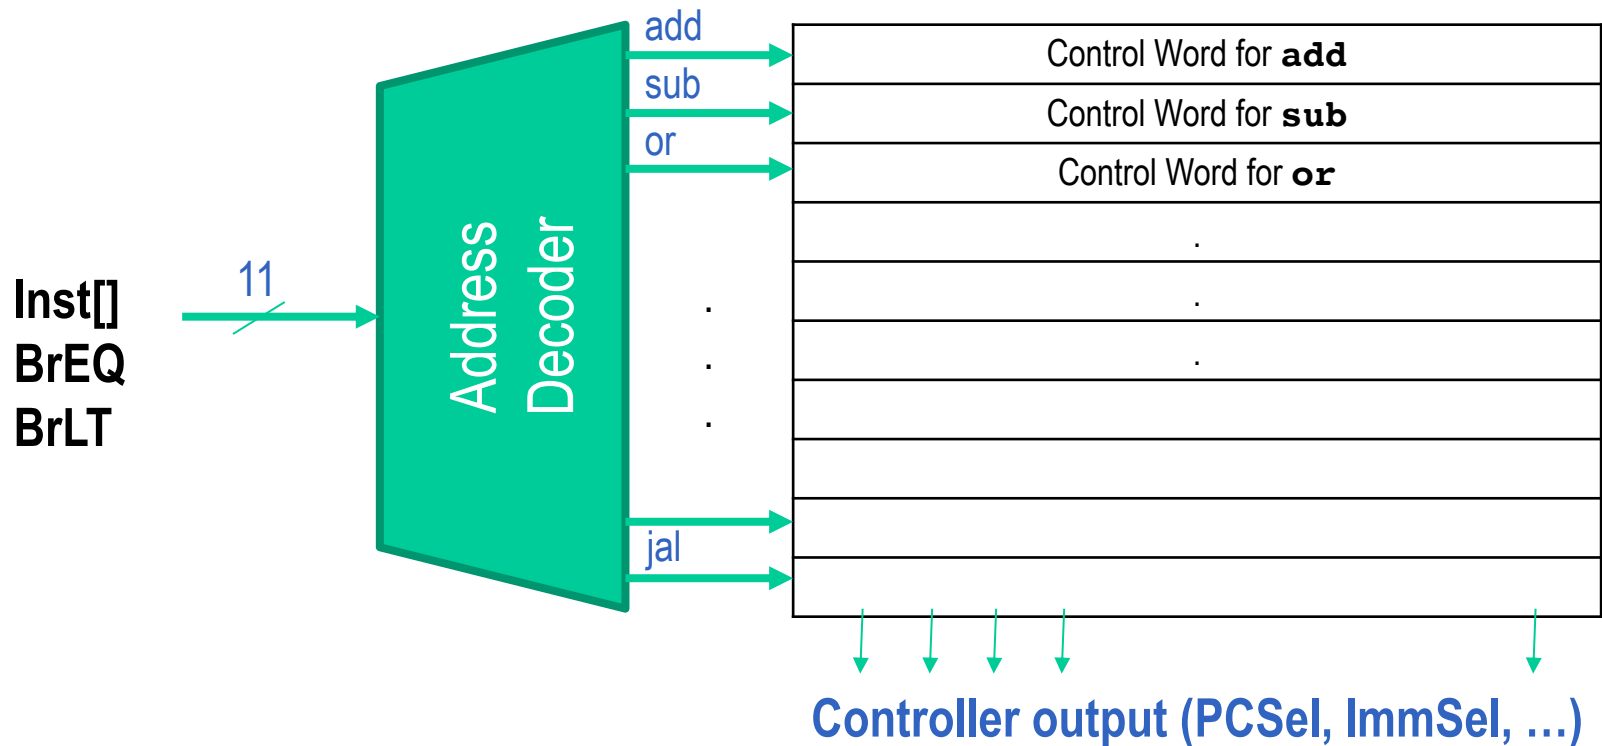 add
Control Word for add
sub
Control Word for sub
or
Control Word for or
.
.
.
11
Inst[]
BrEQ
BrLT
Address
Decoder
.
.
.
jal
Controller output (PCSel, ImmSel, …)